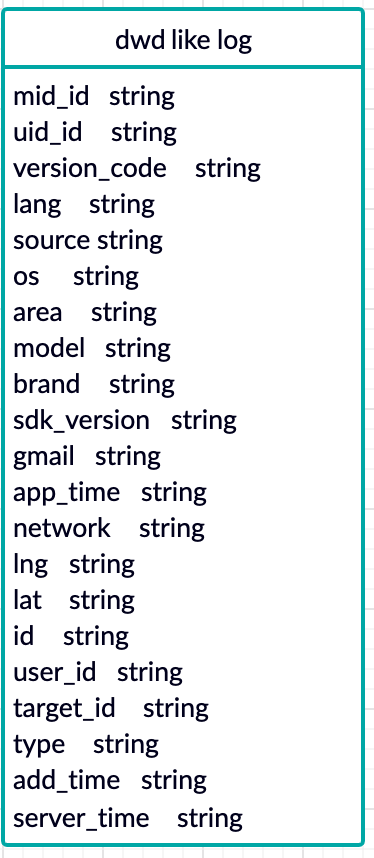 dwd like log
mid_id string
uid_id string
version_code string
lang string
source string
os string
area string
model string
brand string
sdk_version string
gmail string
app_time string
network string
lng string
lat string
id string
user_id string
target_id string
type string
add_time string
server_time string